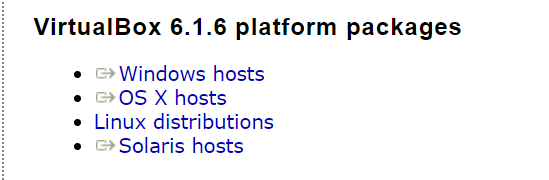 VirtualBox 6.1.6 platform packages
Windows hosts
OS X hosts
Linux distributions
Solaris hosts